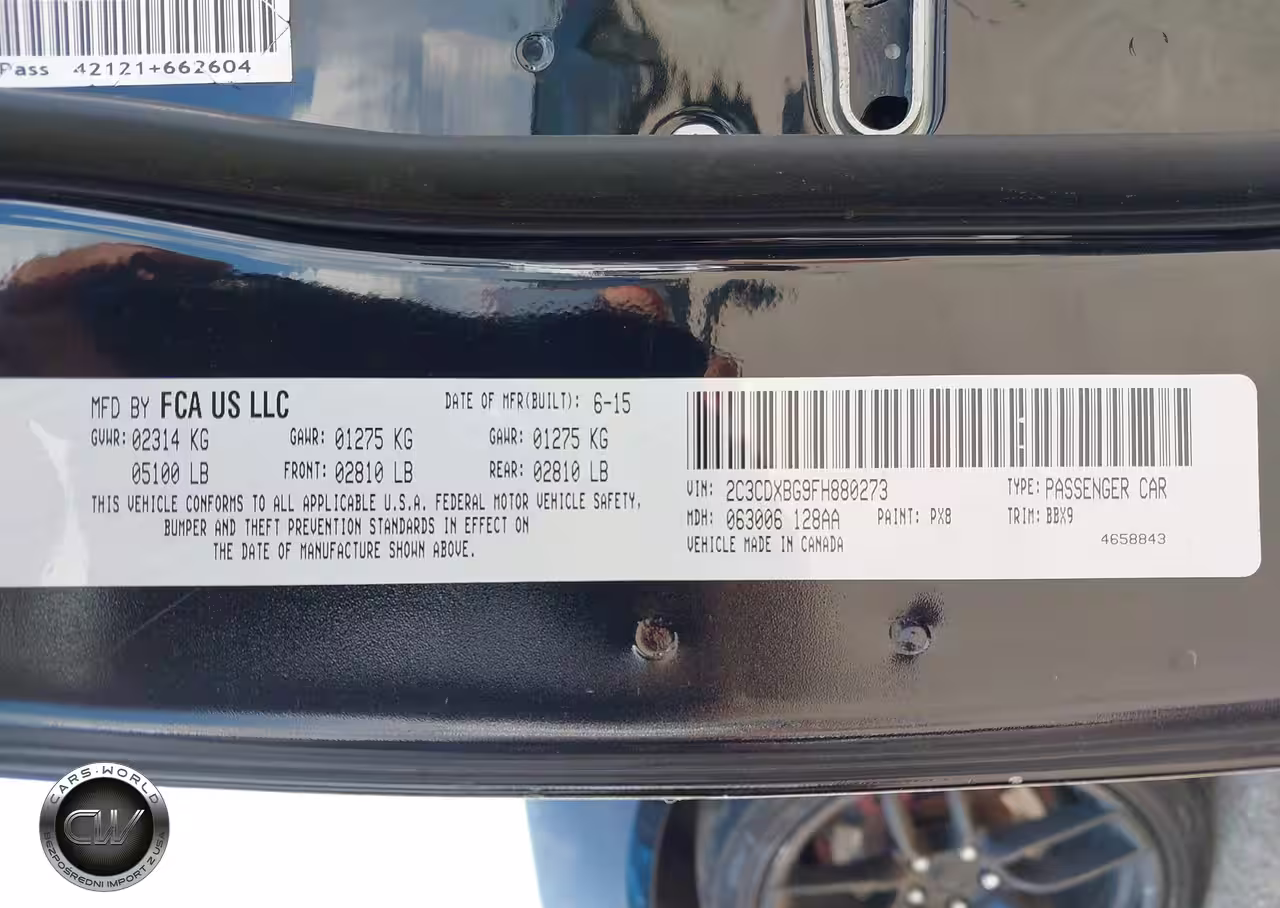 Pass 42121+662604
MFD BY FCA US LLC DATE OF MFR(BUILT): 6-15
GVWR: 02314 KG GAWR: 01275 KG GAWR: 01275 KG
05100 LB FRONT: 02810 LB REAR: 02810 LB
THIS VEHICLE CONFORMS TO ALL APPLICABLE U.S.A. FEDERAL MOTOR VEHICLE SAFETY,
BUMPER AND THEFT PREVENTION STANDARDS IN EFFECT ON
THE DATE OF MANUFACTURE SHOWN ABOVE.
VIN: 2C3CDXBG9FH880273 TYPE: PASSENGER CAR
MDH: 063006 128AA PAINT: PX8 TRIM: BBX9
VEHICLE MADE IN CANADA 4658843
CARS·WORLD
CW
BEZPOŚREDNI IMPORT Z USA